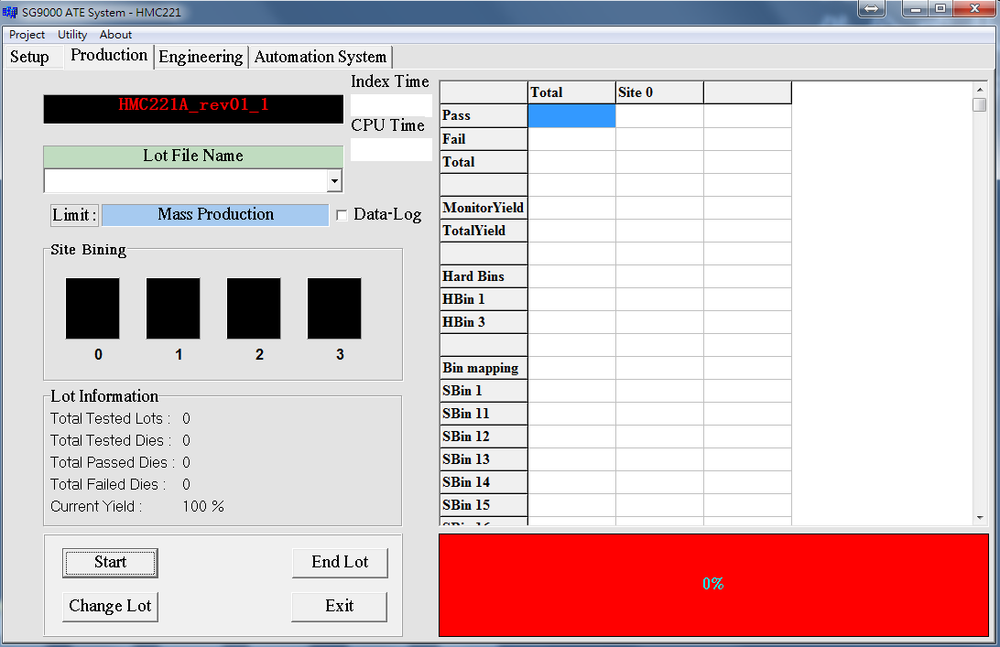 SG9000 ATE System - HMC221
Project Utility About
Setup Production Engineering Automation System
HMC221A_rev01_1
Index Time
CPU Time
Lot File Name
Limit : Mass Production Data-Log
Site Bining
0 1 2 3
Lot Information
Total Tested Lots : 0
Total Tested Dies : 0
Total Passed Dies : 0
Total Failed Dies : 0
Current Yield : 100 %
Start End Lot
Change Lot Exit
Total Site 0
Pass
Fail
Total
MonitorYield
TotalYield
Hard Bins
HBin 1
HBin 3
Bin mapping
SBin 1
SBin 11
SBin 12
SBin 13
SBin 14
SBin 15
0%